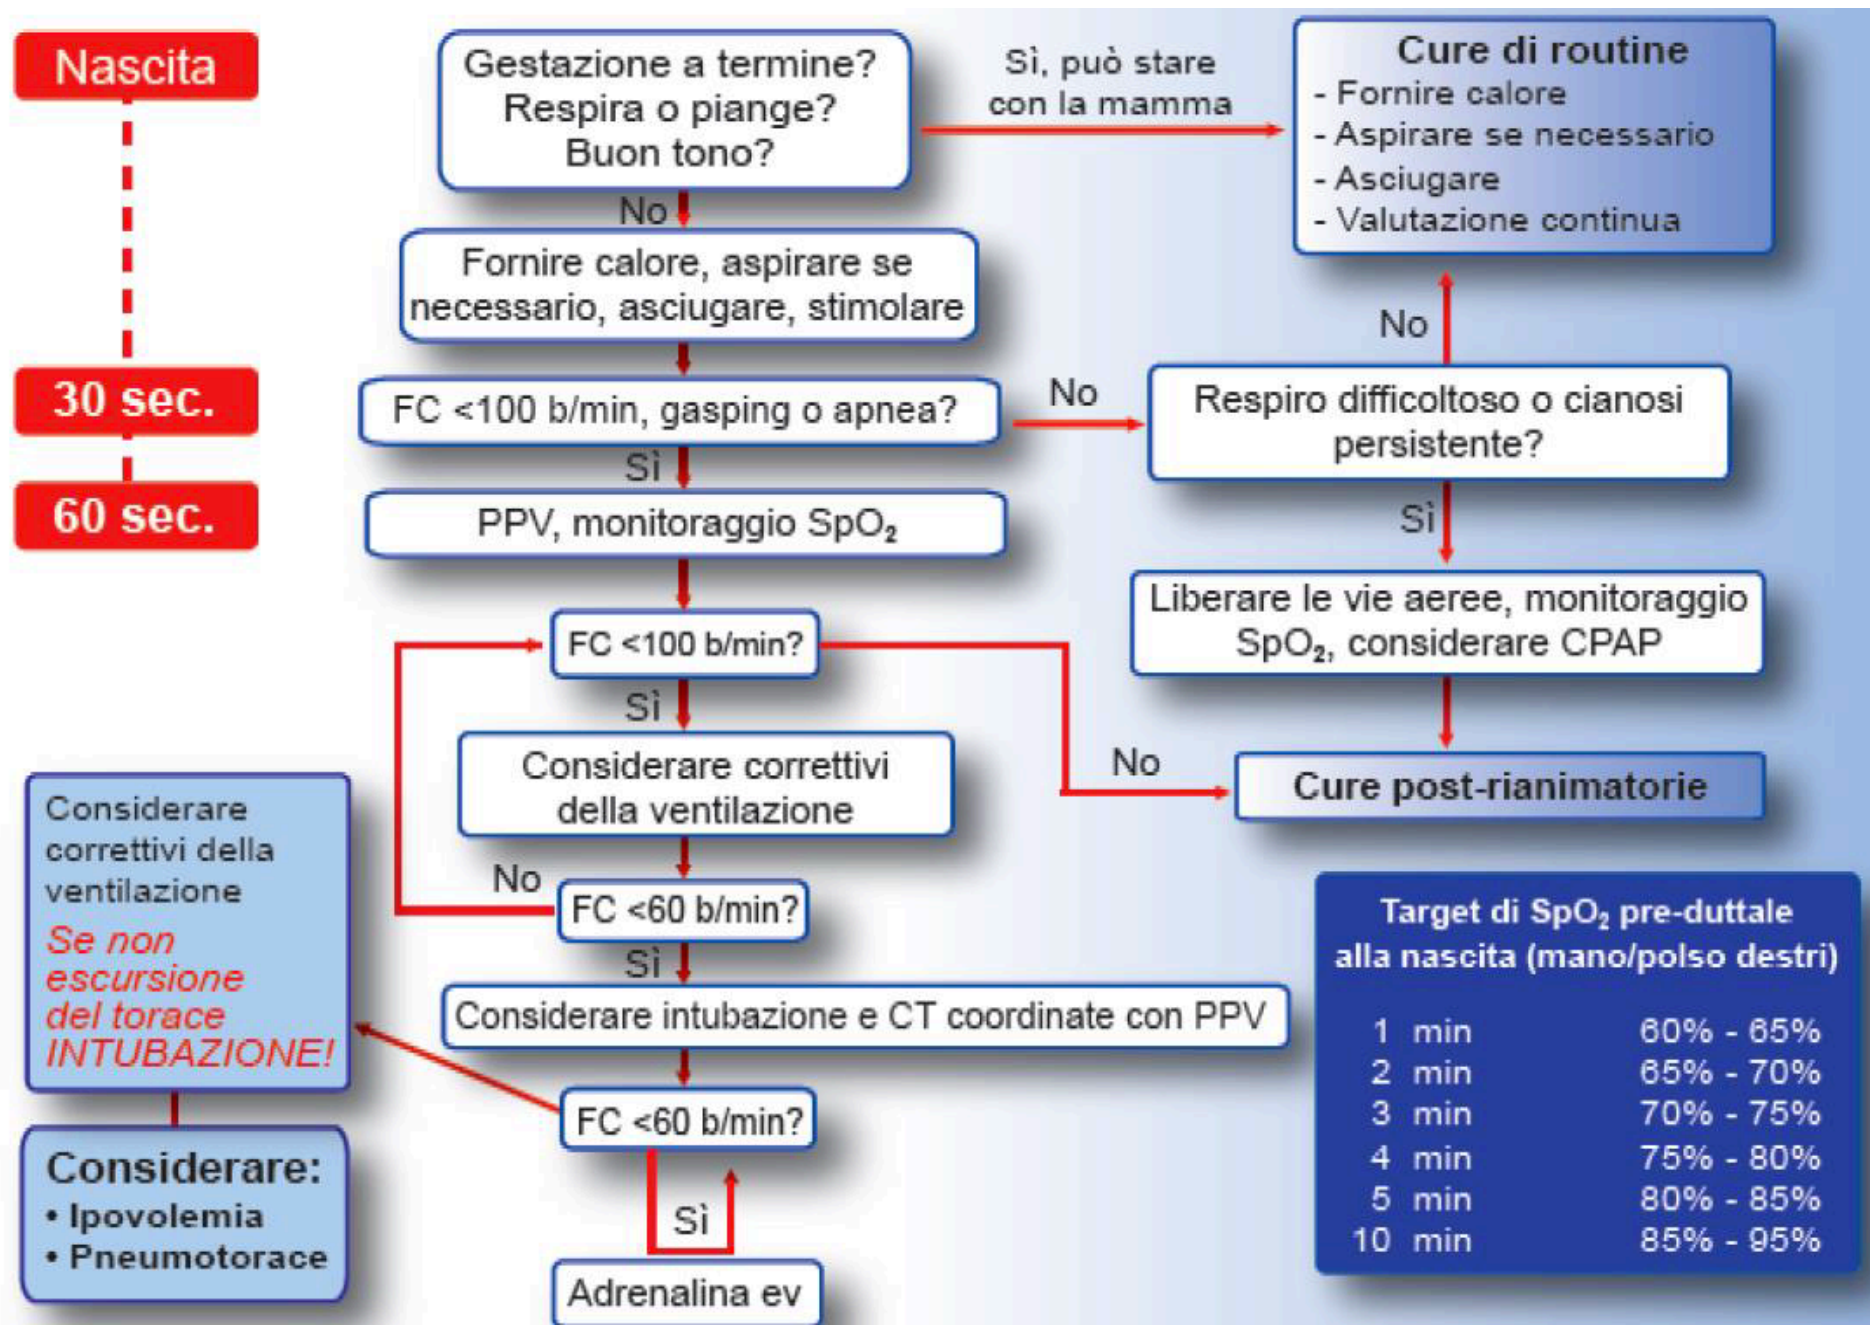 Nascita
Gestazione a termine?
Respira o piange?
Buon tono?
Sì, può stare
con la mamma
Cure di routine
- Fornire calore
- Aspirare se necessario
- Asciugare
- Valutazione continua
No
Fornire calore, aspirare se
necessario, asciugare, stimolare
No
30 sec.
FC <100 b/min, gasping o apnea?
No
Respiro difficoltoso o cianosi
persistente?
Sì
60 sec.
PPV, monitoraggio SpO₂
Sì
FC <100 b/min?
Liberare le vie aeree, monitoraggio
SpO₂, considerare CPAP
Sì
Considerare correttivi
della ventilazione
No
Cure post-rianimatorie
Considerare
correttivi della
ventilazione
Se non
escursione
del torace
INTUBAZIONE!
No
FC <60 b/min?
Sì
Considerare intubazione e CT coordinate con PPV
FC <60 b/min?
Sì
Adrenalina ev
Considerare:
• Ipovolemia
• Pneumotorace
Target di SpO₂ pre-duttale
alla nascita (mano/polso destri)
1 min 60% - 65%
2 min 65% - 70%
3 min 70% - 75%
4 min 75% - 80%
5 min 80% - 85%
10 min 85% - 95%